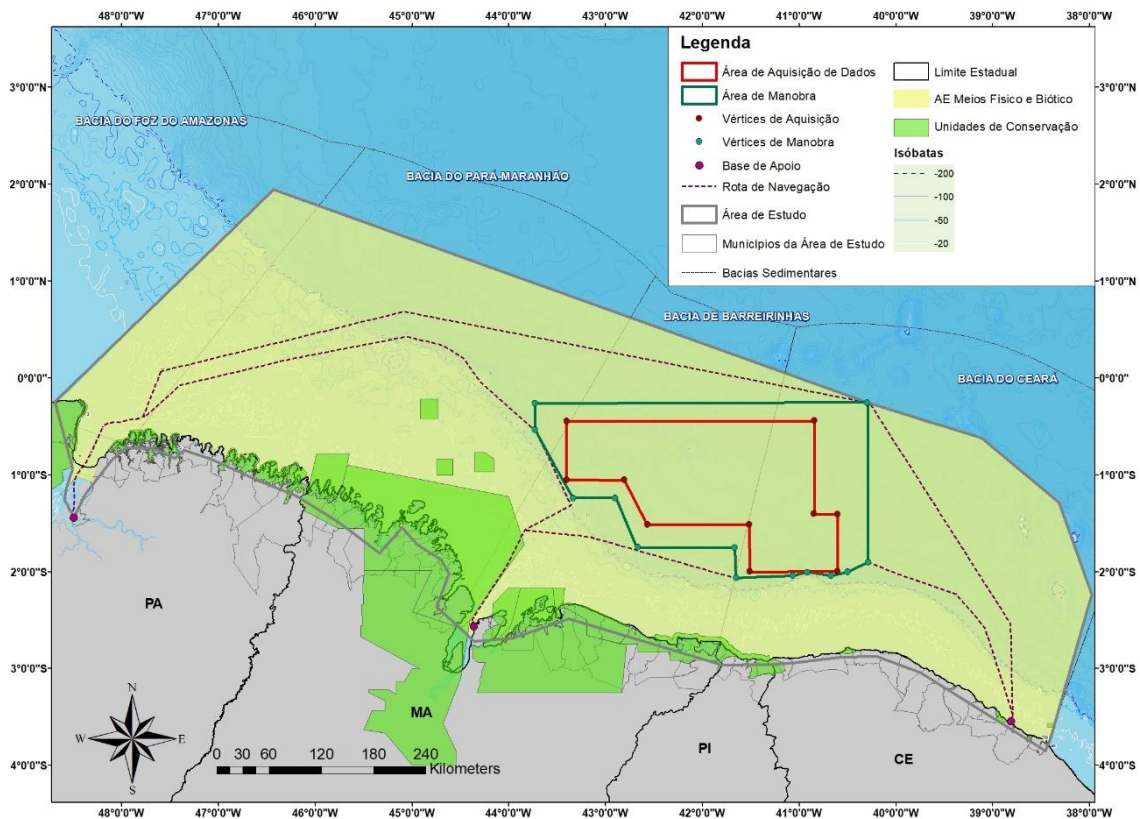 48°0'0"W
47°0'0"W
46°0'0"W
45°0'0"W
44°0'0"W
43°0'0"W
42°0'0"W
41°0'0"W
40°0'0"W
39°0'0"W
38°0'0"W
Legenda
Área de Aquisição de Dados
Área de Manobra
Vértices de Aquisição
Vértices de Manobra
Base de Apoio
Rota de Navegação
Área de Estudo
Municípios da Área de Estudo
Bacias Sedimentares
Limite Estadual
AE Meios Físico e Biótico
Unidades de Conservação
Isóbatas
-200
-100
-50
-20
3°0'0"N
3°0'0"N
BACIA DO FOZ DO AMAZONAS
BACIA DO PARÁ-MARANHÃO
2°0'0"N
2°0'0"N
1°0'0"N
1°0'0"N
BACIA DE BARREIRINHAS
BACIA DO CEARÁ
0°0'0"
0°0'0"
1°0'0"S
1°0'0"S
2°0'0"S
2°0'0"S
PA
3°0'0"S
3°0'0"S
MA
PI
CE
N
W
E
S
0 30 60 120 180 240
Kilometers
4°0'0"S
4°0'0"S
48°0'0"W
47°0'0"W
46°0'0"W
45°0'0"W
44°0'0"W
43°0'0"W
42°0'0"W
41°0'0"W
40°0'0"W
39°0'0"W
38°0'0"W